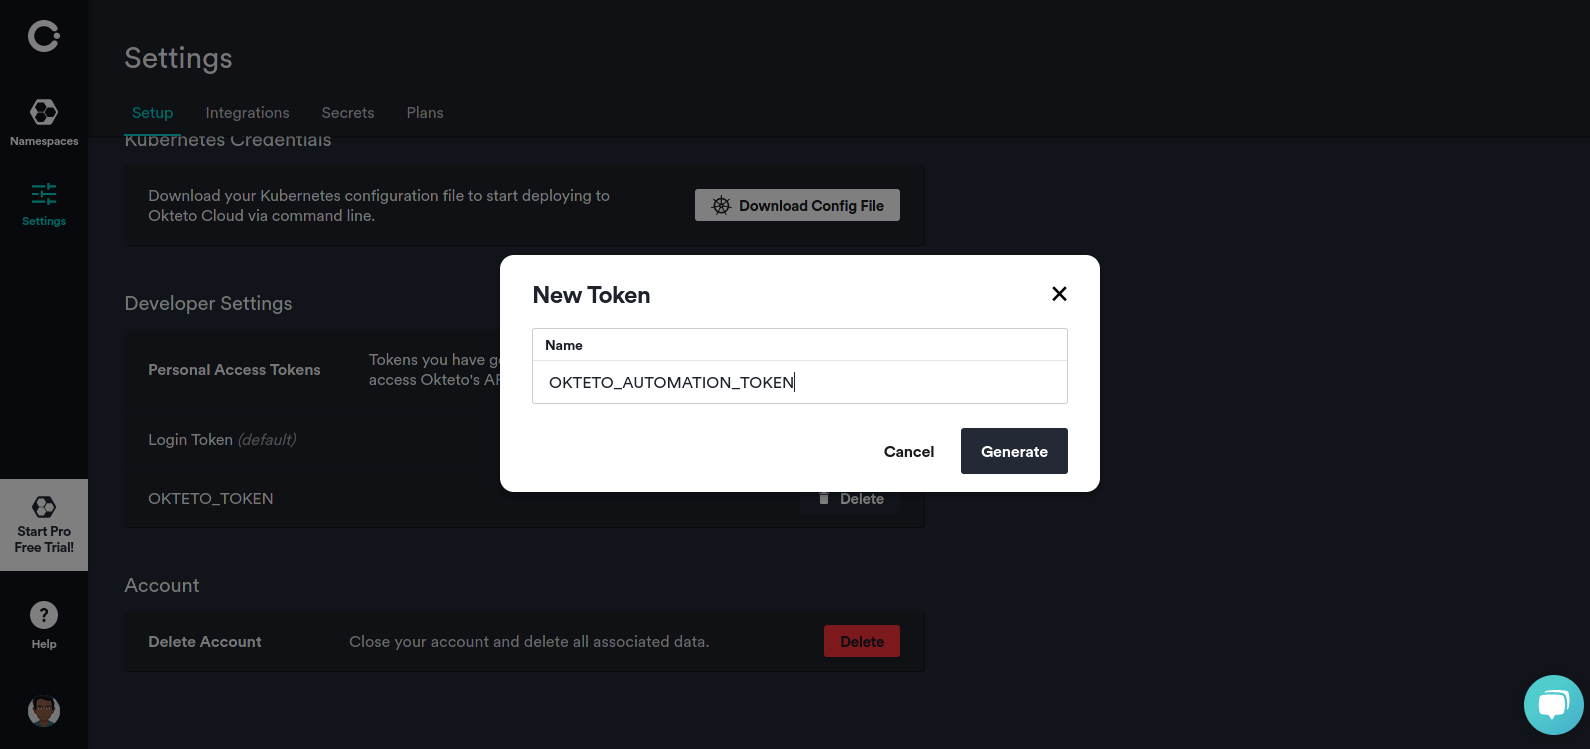 Settings
Setup
Integrations
Secrets
Plans
Namespaces
Settings
Start Pro
Free Trial!
Help
Kubernetes Credentials
Download your Kubernetes configuration file to start deploying to
Okteto Cloud via command line.
Download Config File
Developer Settings
Personal Access Tokens
Tokens you have
access Okteto's
Login Token (default)
OKTETO_TOKEN
Delete
Account
Delete Account
Close your account and delete all associated data.
Delete
New Token
Name
OKTETO_AUTOMATION_TOKEN
Cancel
Generate